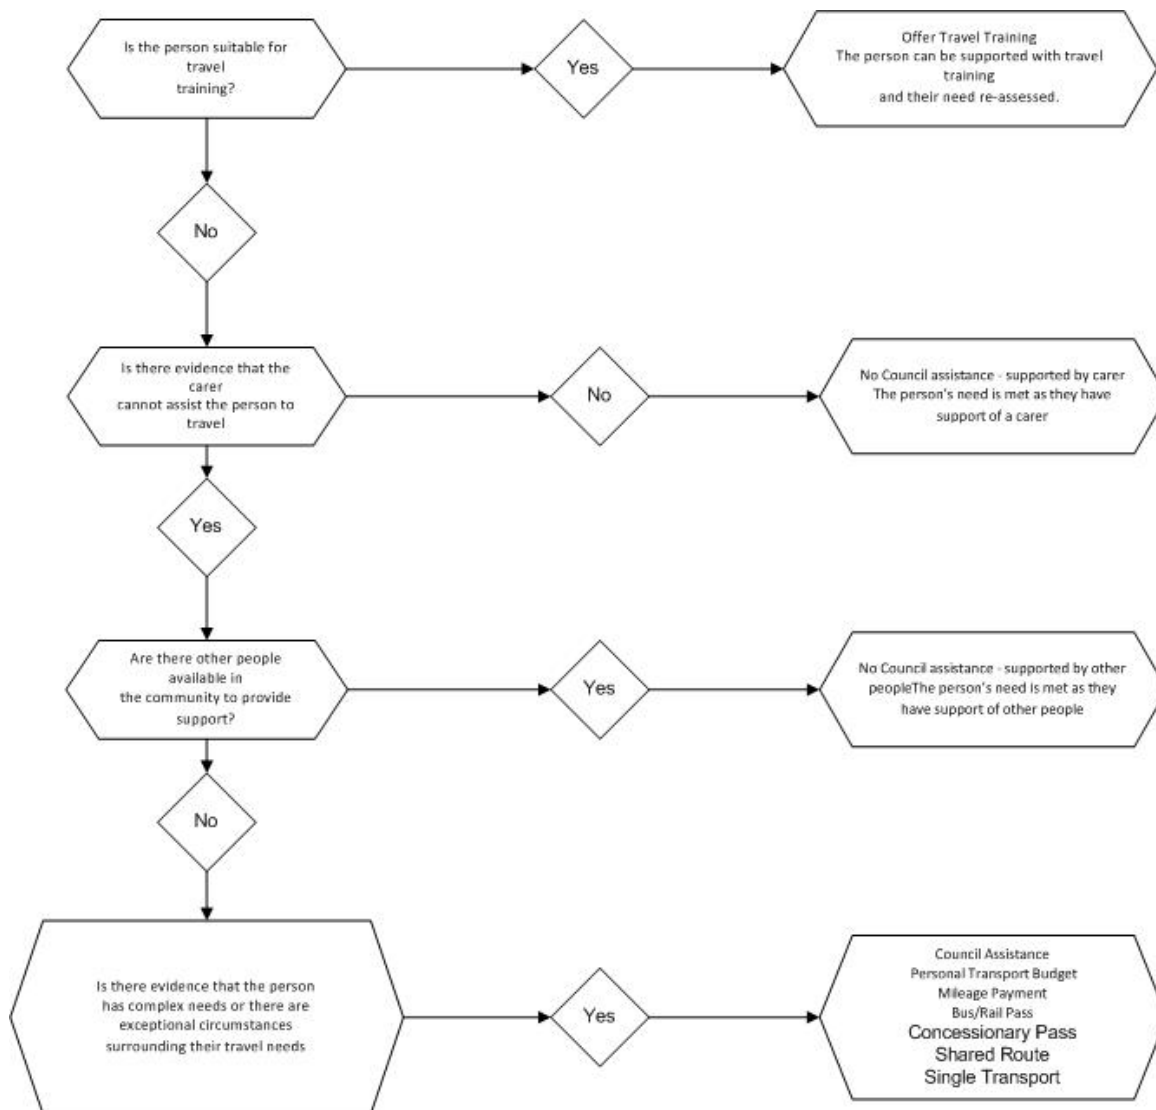 Is the person suitable for
travel
training?
Yes
Offer Travel Training
The person can be supported with travel
training
and their need re-assessed.
No
Is there evidence that the
carer
cannot assist the person to
travel
No
No Council assistance - supported by carer
The person's need is met as they have
support of a carer
Yes
Are there other people
available in
the community to provide
support?
Yes
No Council assistance - supported by other
peopleThe person's need is met as they
have support of other people
No
Is there evidence that the person
has complex needs or there are
exceptional circumstances
surrounding their travel needs
Yes
Council Assistance
Personal Transport Budget
Mileage Payment
Bus/Rail Pass
Concessionary Pass
Shared Route
Single Transport